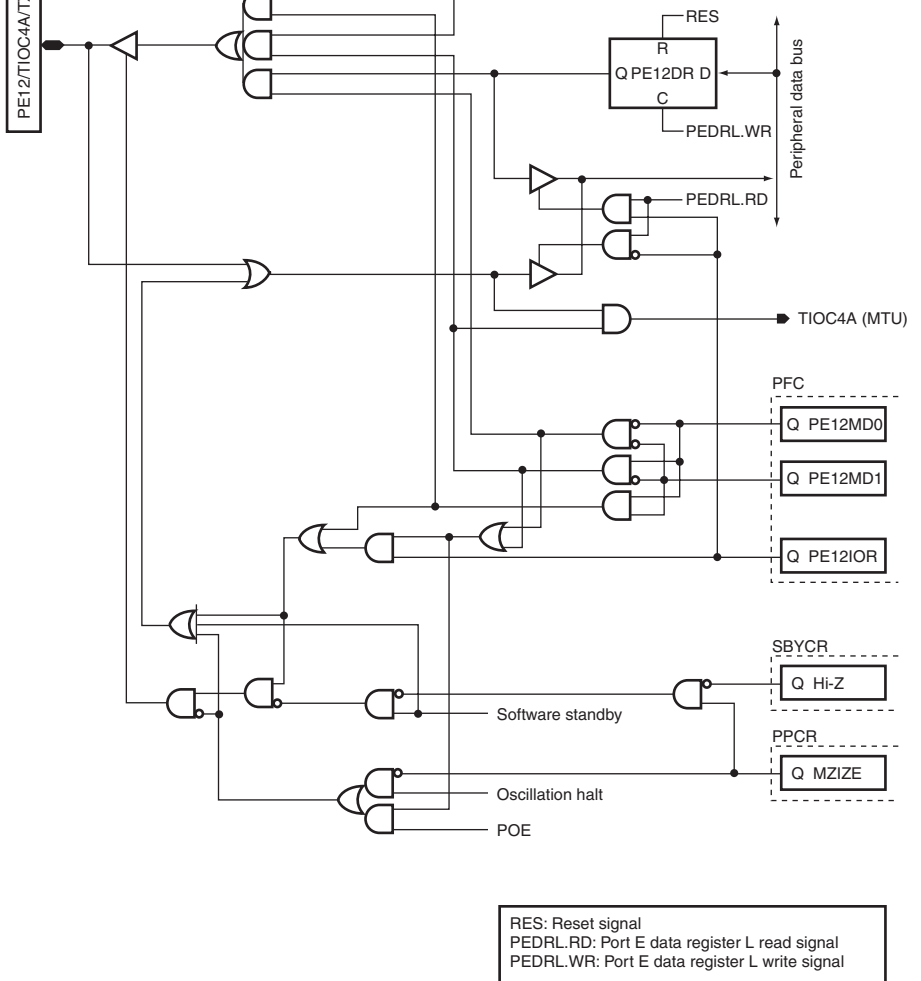 PE12/TIOC4A/
RES
R
Q PE12DR D
C
PEDRL.WR
Peripheral data bus
PEDRL.RD
TIOC4A (MTU)
PFC
Q PE12MD0
Q PE12MD1
Q PE12IOR
SBYCR
Q Hi-Z
Software standby
PPCR
Q MZIZE
Oscillation halt
POE
RES: Reset signal
PEDRL.RD: Port E data register L read signal
PEDRL.WR: Port E data register L write signal